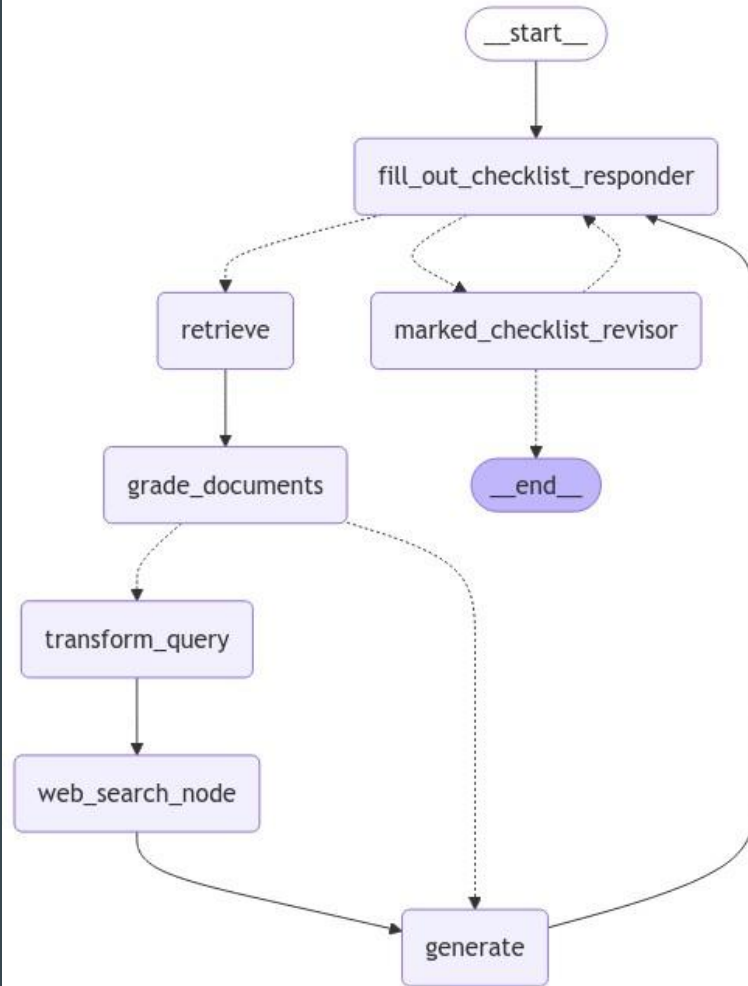 __start__
fill_out_checklist_responder
retrieve
marked_checklist_revisor
grade_documents
__end__
transform_query
web_search_node
generate